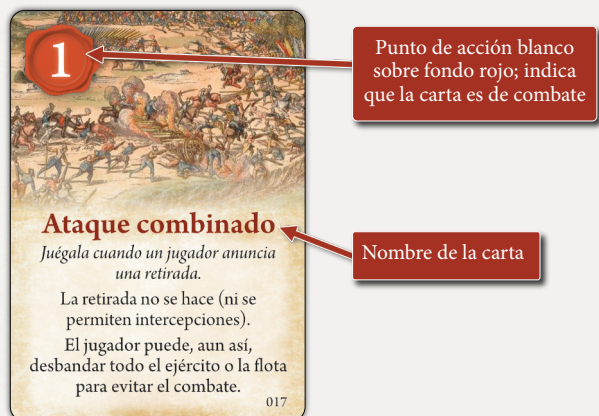 1
Punto de acción blanco
sobre fondo rojo; indica
que la carta es de combate
Ataque combinado
Nombre de la carta
Juégala cuando un jugador anuncia
una retirada.
La retirada no se hace (ni se
permiten intercepciones).
El jugador puede, aun así,
desbandar todo el ejército o la flota
para evitar el combate.
017